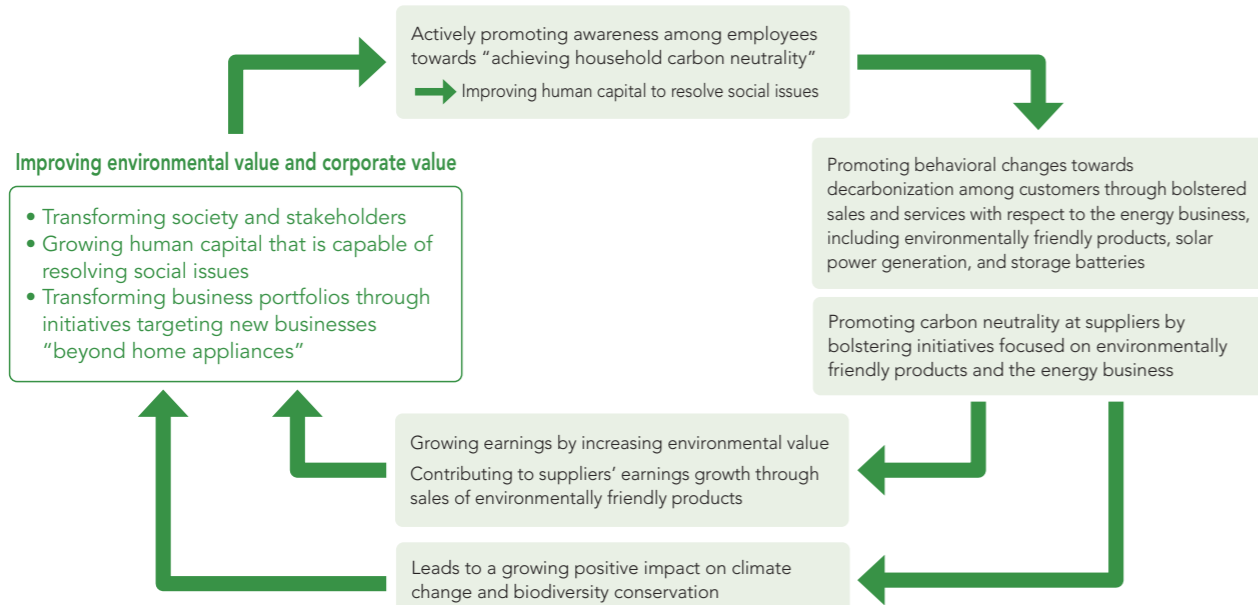 Actively promoting awareness among employees
towards “achieving household carbon neutrality”
Improving human capital to resolve social issues
Improving environmental value and corporate value
• Transforming society and stakeholders
• Growing human capital that is capable of
resolving social issues
• Transforming business portfolios through
initiatives targeting new businesses
“beyond home appliances”
Promoting behavioral changes towards
decarbonization among customers through bolstered
sales and services with respect to the energy business,
including environmentally friendly products, solar
power generation, and storage batteries
Promoting carbon neutrality at suppliers by
bolstering initiatives focused on environmentally
friendly products and the energy business
Growing earnings by increasing environmental value
Contributing to suppliers’ earnings growth through
sales of environmentally friendly products
Leads to a growing positive impact on climate
change and biodiversity conservation